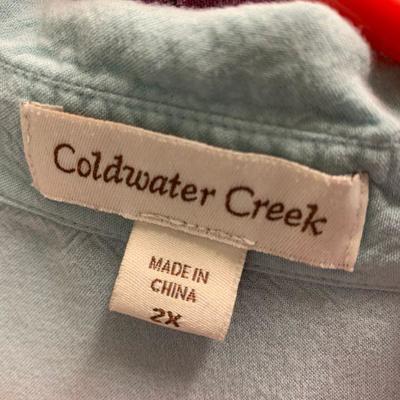 Coldwater Creek
MADE IN
CHINA
2X